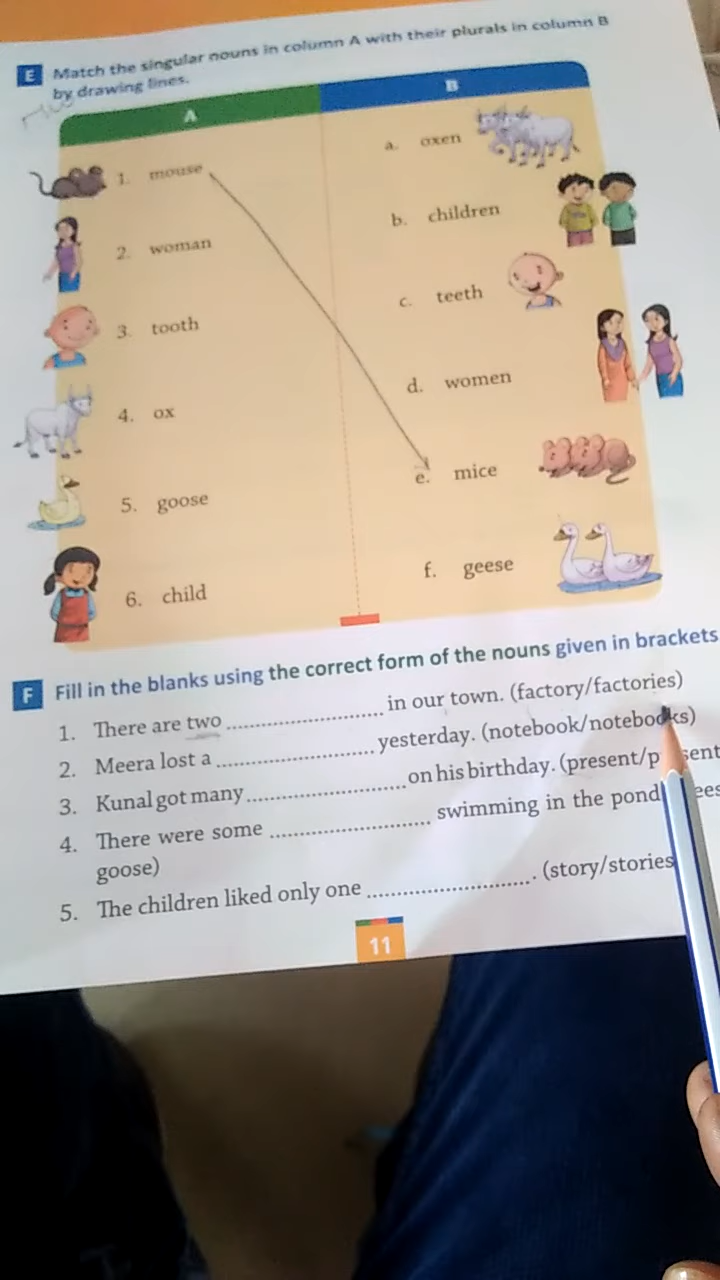 E Match the singular nouns in column A with their plurals in column B
by drawing lines.
A B
1. mouse a. oxen
2. woman b. children
3. tooth c. teeth
4. ox d. women
5. goose e. mice
6. child f. geese
F Fill in the blanks using the correct form of the nouns given in brackets
1. There are two ............................ in our town. (factory/factories)
2. Meera lost a ............................ yesterday. (notebook/notebooks)
3. Kunal got many ............................ on his birthday. (present/
4. There were some ............................ swimming in the pond
goose)
5. The children liked only one ............................. (story/stories
11